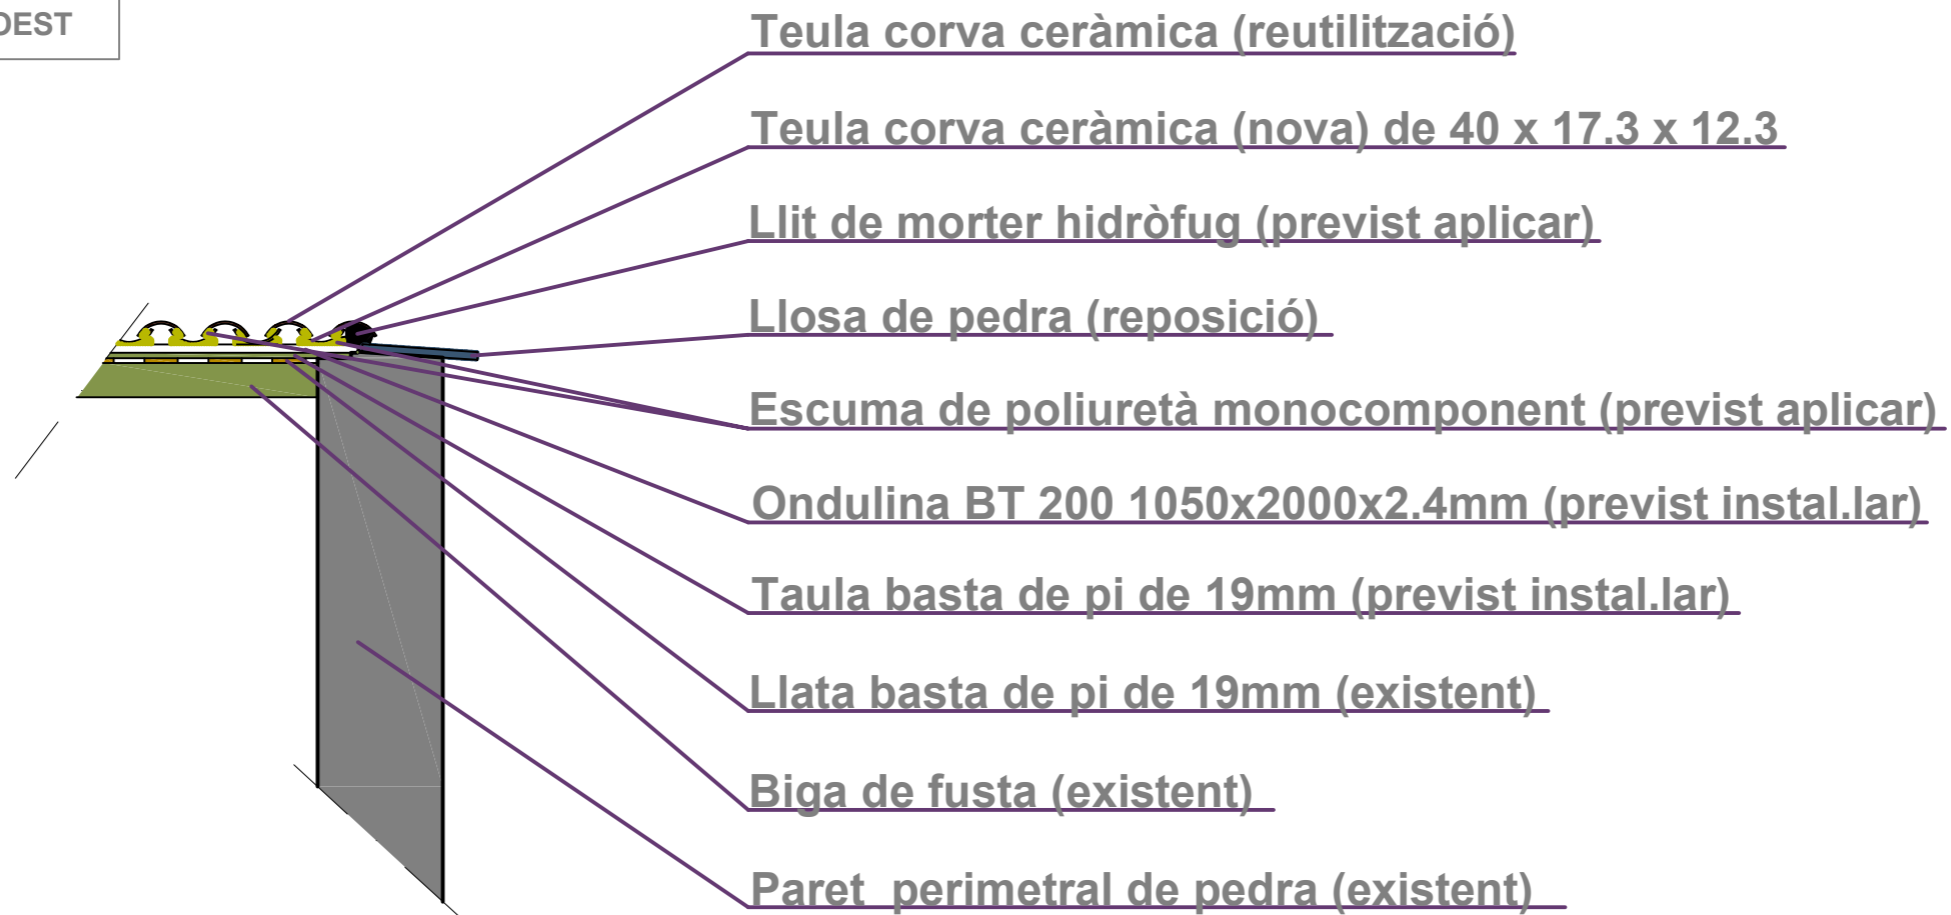 OEST
Teula corva ceràmica (reutilització)
Teula corva ceràmica (nova) de 40 x 17.3 x 12.3
Llit de morter hidròfug (previst aplicar)
Llosa de pedra (reposició)
Escuma de poliuretà monocomponent (previst aplicar)
Ondulina BT 200 1050x2000x2.4mm (previst instal.lar)
Taula basta de pi de 19mm (previst instal.lar)
Llata basta de pi de 19mm (existent)
Biga de fusta (existent)
Paret perimetral de pedra (existent)